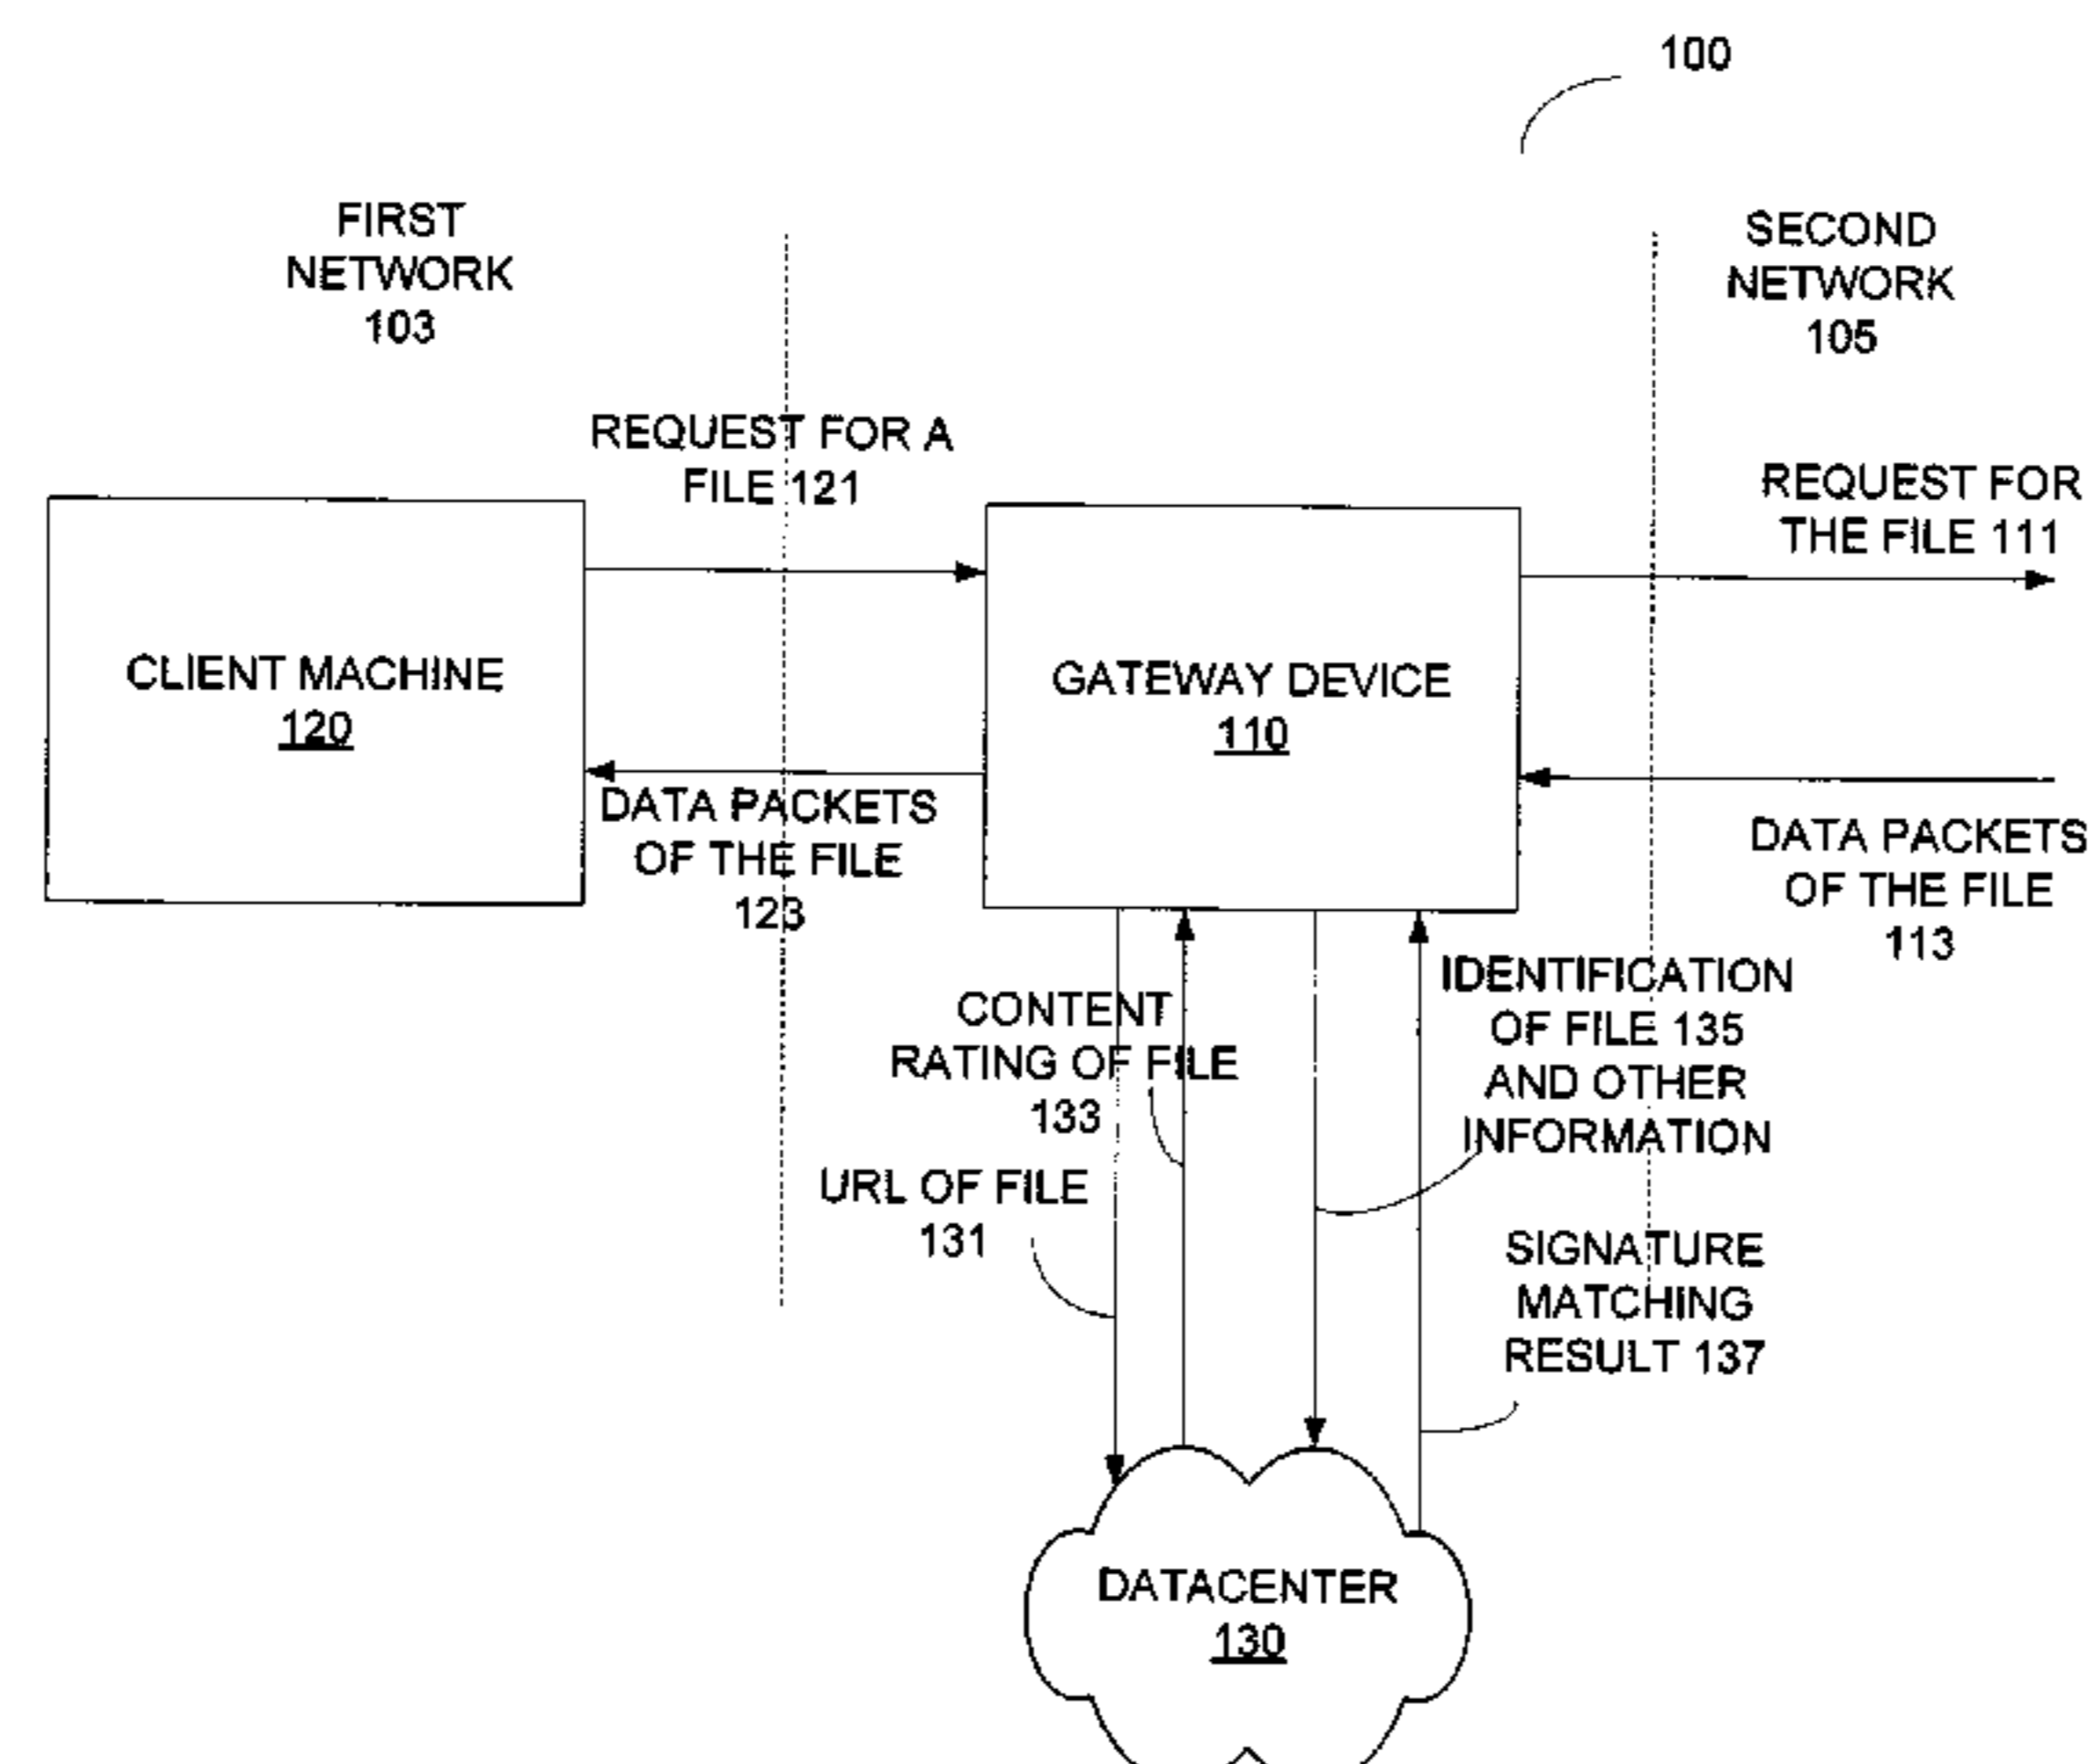 100
FIRST
NETWORK
103
SECOND
NETWORK
105
REQUEST FOR A
FILE 121
REQUEST FOR
THE FILE 111
CLIENT MACHINE
120
GATEWAY DEVICE
110
DATA PACKETS
OF THE FILE
123
DATA PACKETS
OF THE FILE
113
CONTENT
RATING OF FILE
133
IDENTIFICATION
OF FILE 135
AND OTHER
INFORMATION
URL OF FILE
131
SIGNATURE
MATCHING
RESULT 137
DATACENTER
130